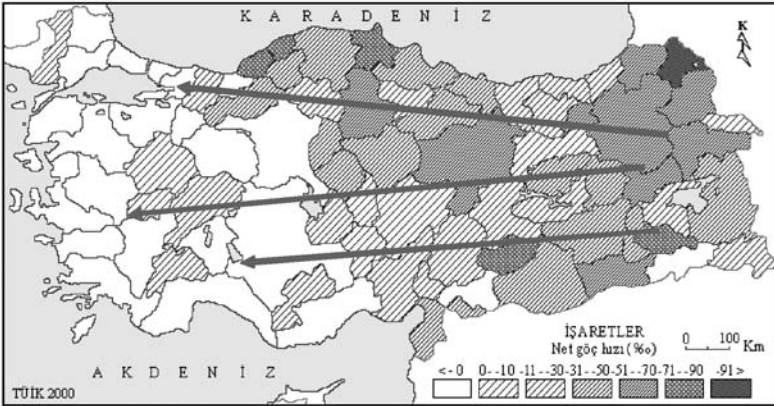 K A R A D E N İ Z
K
İŞARETLER
Net göç hızı (‰)
0 100 Km
<- 0 0--10 -11--30 -31--50 -51--70 -71--90 -91 >
A K D E N İ Z
TÜİK 2000